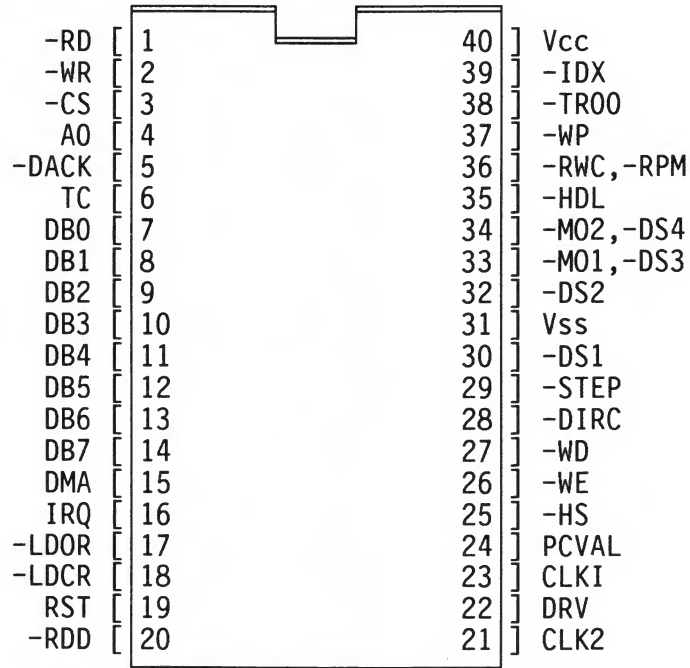 -RD [ 1 40 ] Vcc
-WR [ 2 39 ] -IDX
-CS [ 3 38 ] -TR00
A0 [ 4 37 ] -WP
-DACK [ 5 36 ] -RWC,-RPM
TC [ 6 35 ] -HDL
DB0 [ 7 34 ] -MO2,-DS4
DB1 [ 8 33 ] -MO1,-DS3
DB2 [ 9 32 ] -DS2
DB3 [ 10 31 ] Vss
DB4 [ 11 30 ] -DS1
DB5 [ 12 29 ] -STEP
DB6 [ 13 28 ] -DIRC
DB7 [ 14 27 ] -WD
DMA [ 15 26 ] -WE
IRQ [ 16 25 ] -HS
-LDOR [ 17 24 ] PCVAL
-LDCR [ 18 23 ] CLKI
RST [ 19 22 ] DRV
-RDD [ 20 21 ] CLK2